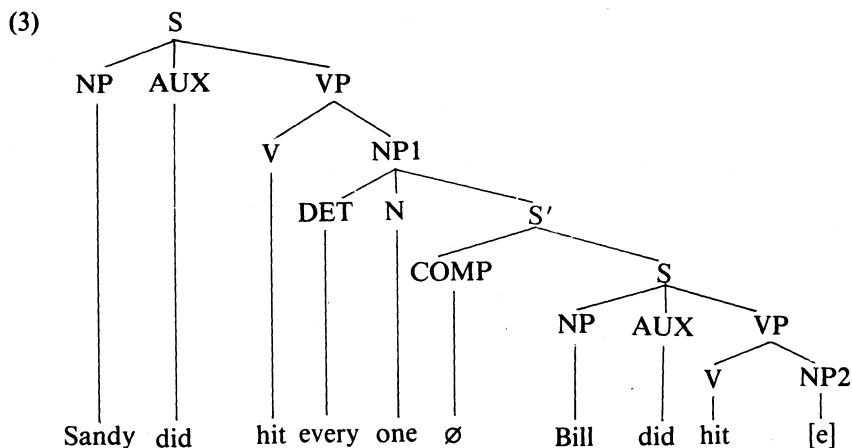 (3) S
NP AUX VP
V NP1
DET N S′
COMP S
NP AUX VP
V NP2
Sandy did hit every one ø Bill did hit [e]